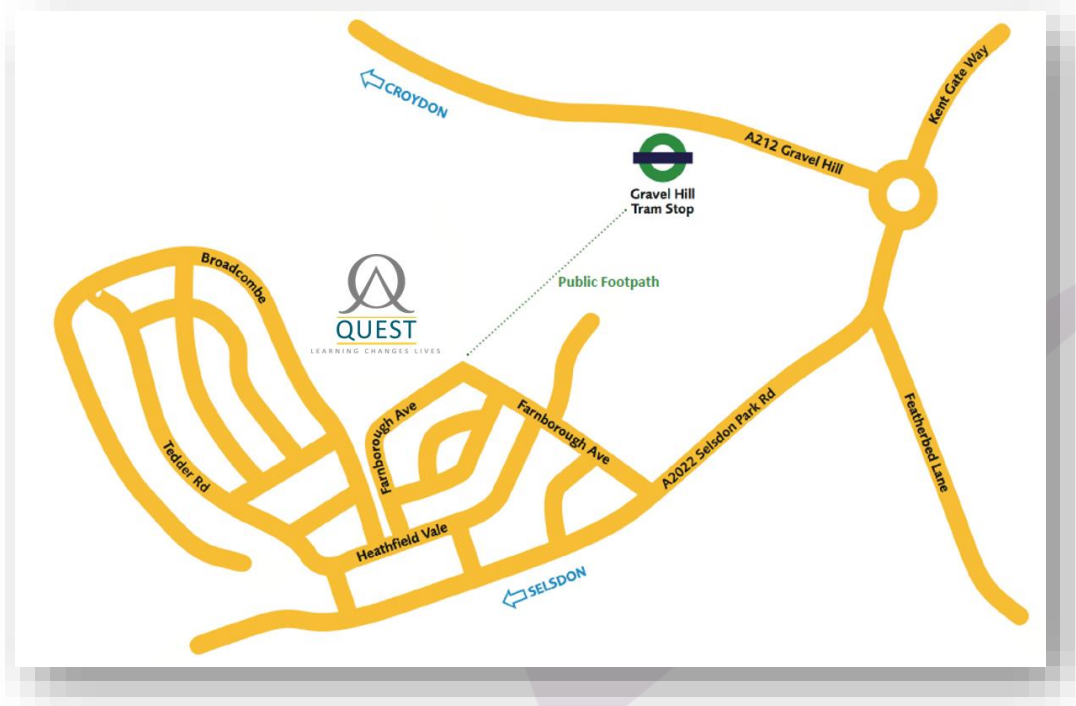 CROYDON
Kent Gate Way
A212 Gravel Hill
Gravel Hill
Tram Stop
Broadcombe
Public Footpath
QUEST
LEARNING CHANGES LIVES
Farnborough Ave
Farnborough Ave
A2022 Selsdon Park Rd
Featherbed Lane
Tedder Rd
Heathfield Vale
SELSDON